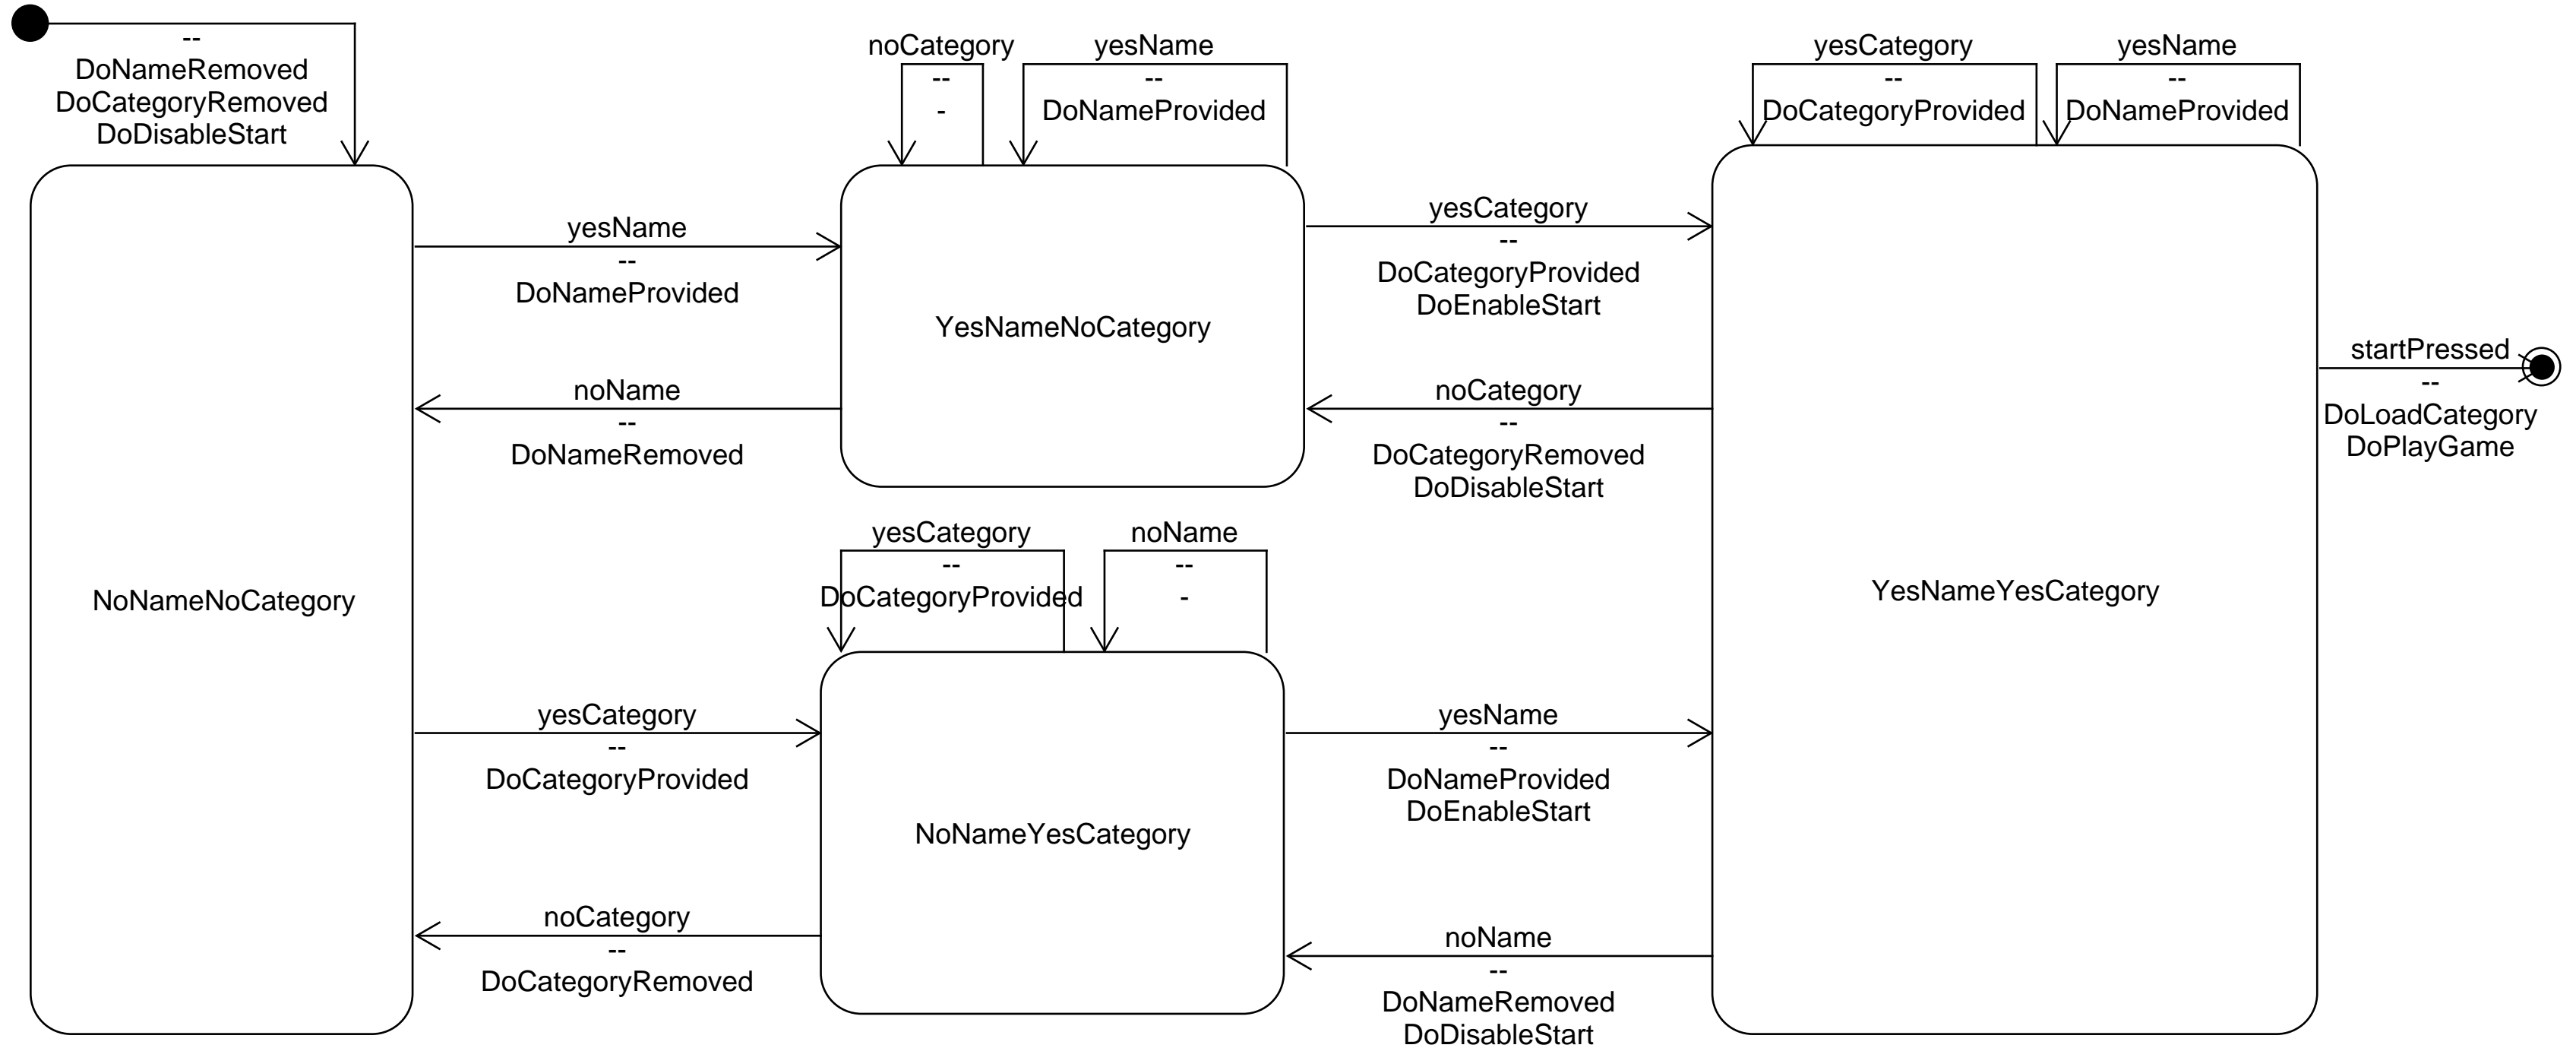 --
DoNameRemoved
DoCategoryRemoved
DoDisableStart
noCategory
--
-
yesName
--
DoNameProvided
yesCategory
--
DoCategoryProvided
yesName
--
DoNameProvided
yesName
--
DoNameProvided
YesNameNoCategory
yesCategory
--
DoCategoryProvided
DoEnableStart
noName
--
DoNameRemoved
noCategory
--
DoCategoryRemoved
DoDisableStart
startPressed
--
DoLoadCategory
DoPlayGame
yesCategory
--
DoCategoryProvided
noName
--
-
NoNameNoCategory
YesNameYesCategory
yesCategory
--
DoCategoryProvided
NoNameYesCategory
yesName
--
DoNameProvided
DoEnableStart
noCategory
--
DoCategoryRemoved
noName
--
DoNameRemoved
DoDisableStart